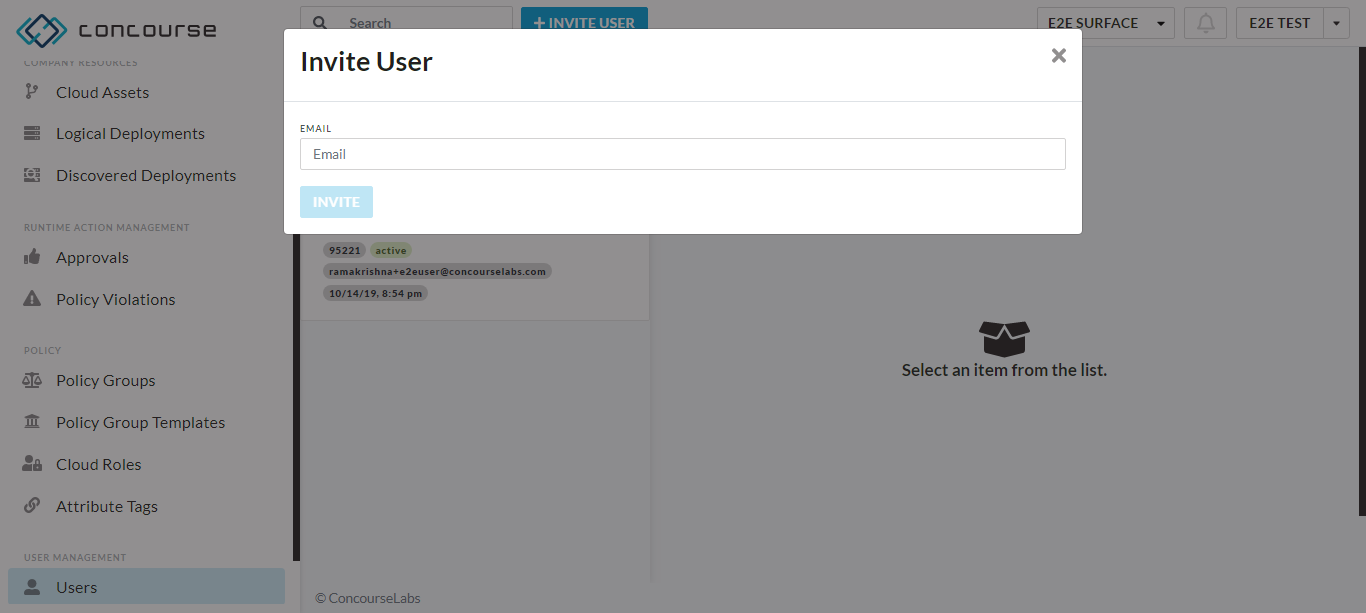 concourse
Search
+ INVITE USER
E2E SURFACE
E2E TEST
Invite User
EMAIL
Email
INVITE
COMPANY RESOURCES
Cloud Assets
Logical Deployments
Discovered Deployments
RUNTIME ACTION MANAGEMENT
Approvals
Policy Violations
POLICY
Policy Groups
Policy Group Templates
Cloud Roles
Attribute Tags
USER MANAGEMENT
Users
95221 active
ramakrishna+e2euser@concourselabs.com
10/14/19, 8:54 pm
Select an item from the list.
© ConcourseLabs